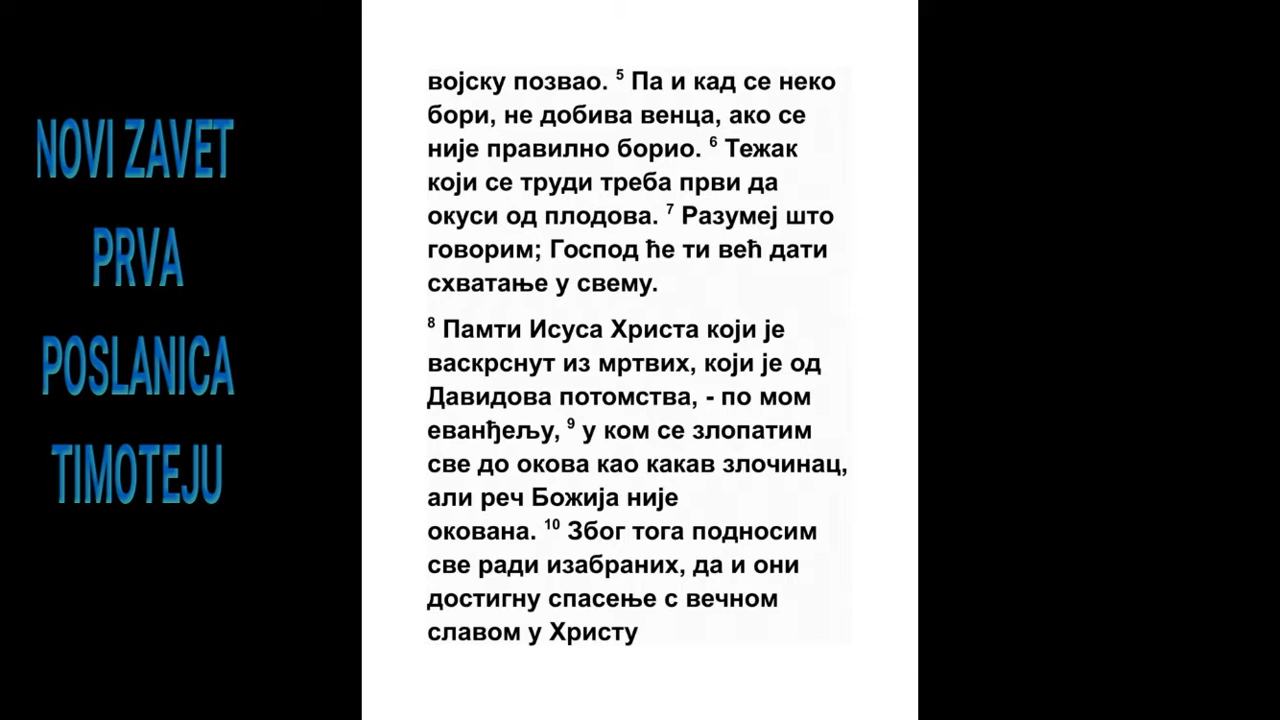 NOVI ZAVET
PRVA
POSLANICA
TIMOTEJU
војску позвао. 5 Па и кад се неко
бори, не добива венца, ако се
није правилно борио. 6 Тежак
који се труди треба први да
окуси од плодова. 7 Разумеј што
говорим; Господ ће ти већ дати
схватање у свему.
8 Памти Исуса Христа који је
васкрснут из мртвих, који је од
Давидова потомства, - по мом
еванђељу, 9 у ком се злопатим
све до окова као какав злочинац,
али реч Божија није
окована. 10 Због тога подносим
све ради изабраних, да и они
достигну спасење с вечном
славом у Христу